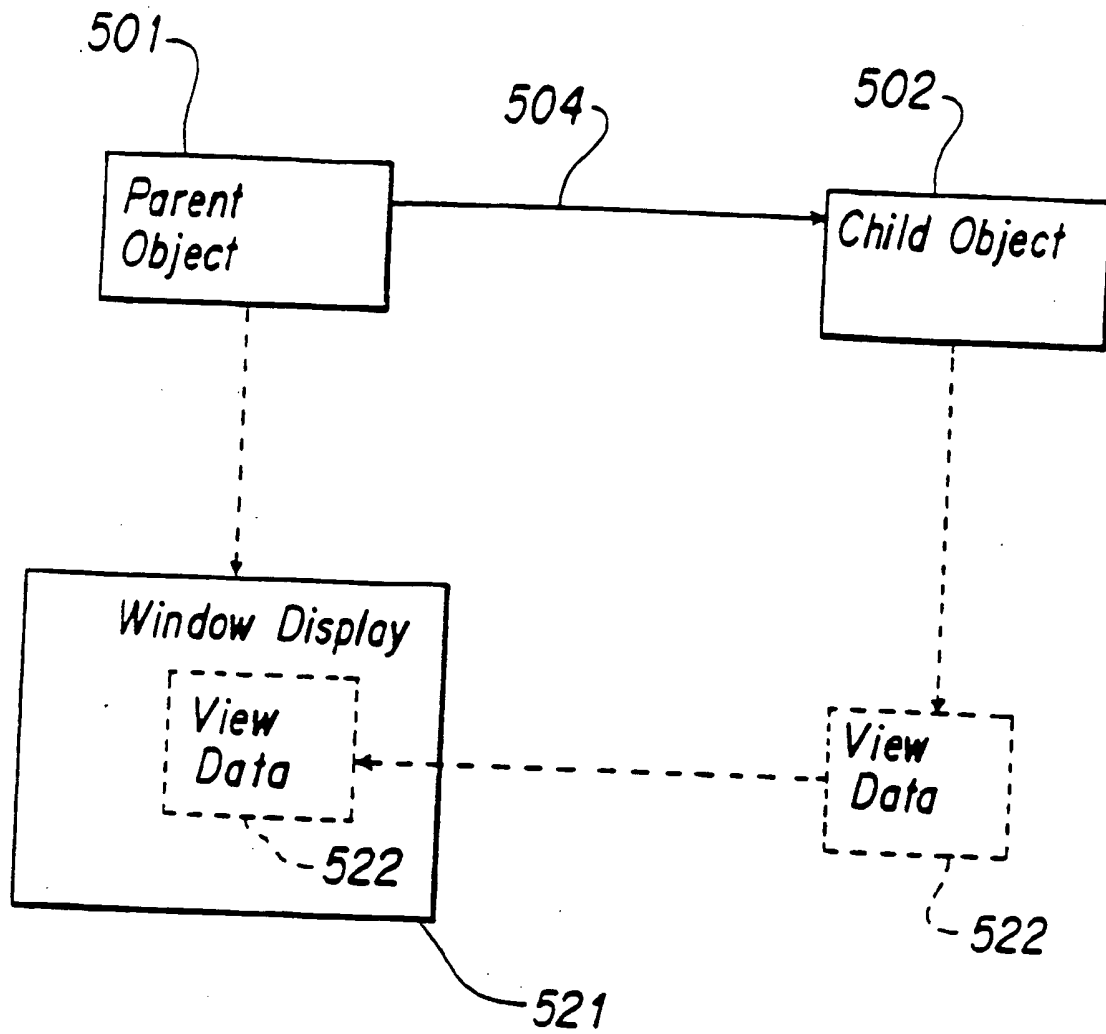 501
504
502
Parent
Object
Child Object
Window Display
View
Data
522
View
Data
522
521